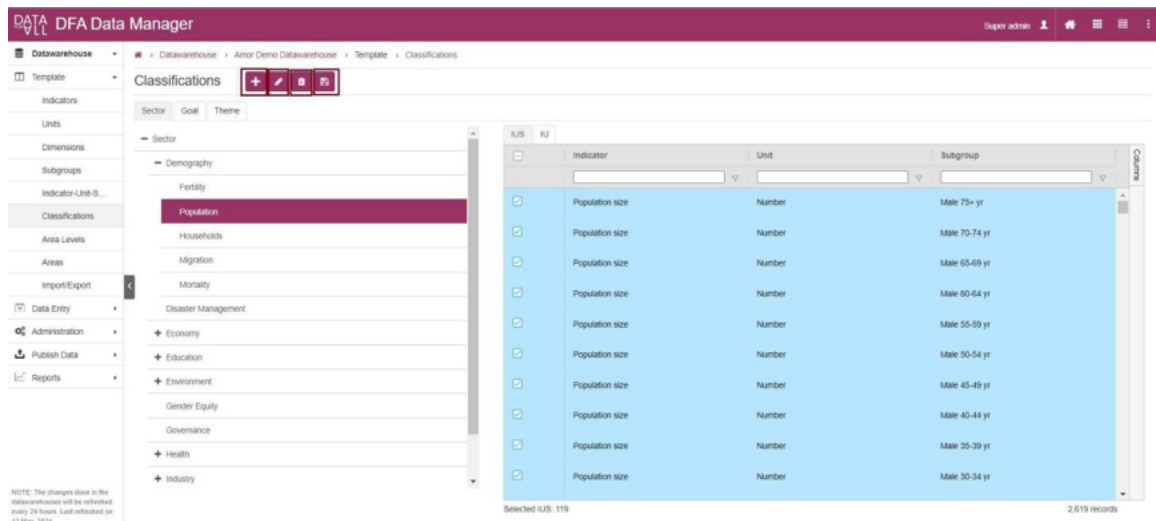 DATA FOR ALL DFA Data Manager Super admin
Datawarehouse
Datawarehouse > Amor Demo Datawarehouse > Template > Classifications
Template
Classifications
Indicators
Sector Goal Theme
Units
Dimensions
Subgroups
Indicator-Unit-S...
Classifications
Area Levels
Areas
Import/Export
Data Entry
Administration
Publish Data
Reports
Sector
Demography
Fertility
Population
Households
Migration
Mortality
Disaster Management
Economy
Education
Environment
Gender Equity
Governance
Health
Industry
IUS IU
Indicator Unit Subgroup
Columns
Population size Number Male 75+ yr
Population size Number Male 70-74 yr
Population size Number Male 65-69 yr
Population size Number Male 60-64 yr
Population size Number Male 55-59 yr
Population size Number Male 50-54 yr
Population size Number Male 45-49 yr
Population size Number Male 40-44 yr
Population size Number Male 35-39 yr
Population size Number Male 30-34 yr
Selected IUS: 119 2,619 records
NOTE: The changes done in the
datawarehouses will be refreshed
every 24 hours. Last refreshed on